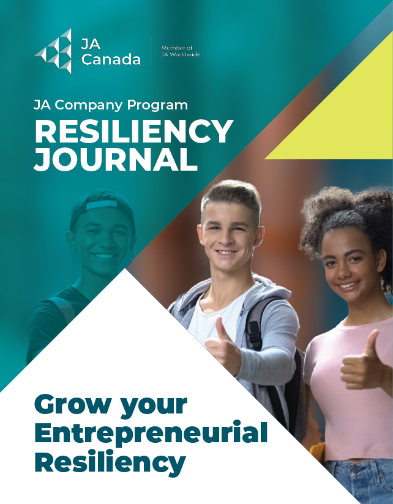 JA
Canada
Member of
JA Worldwide
JA Company Program
RESILIENCY
JOURNAL
Grow your
Entrepreneurial
Resiliency